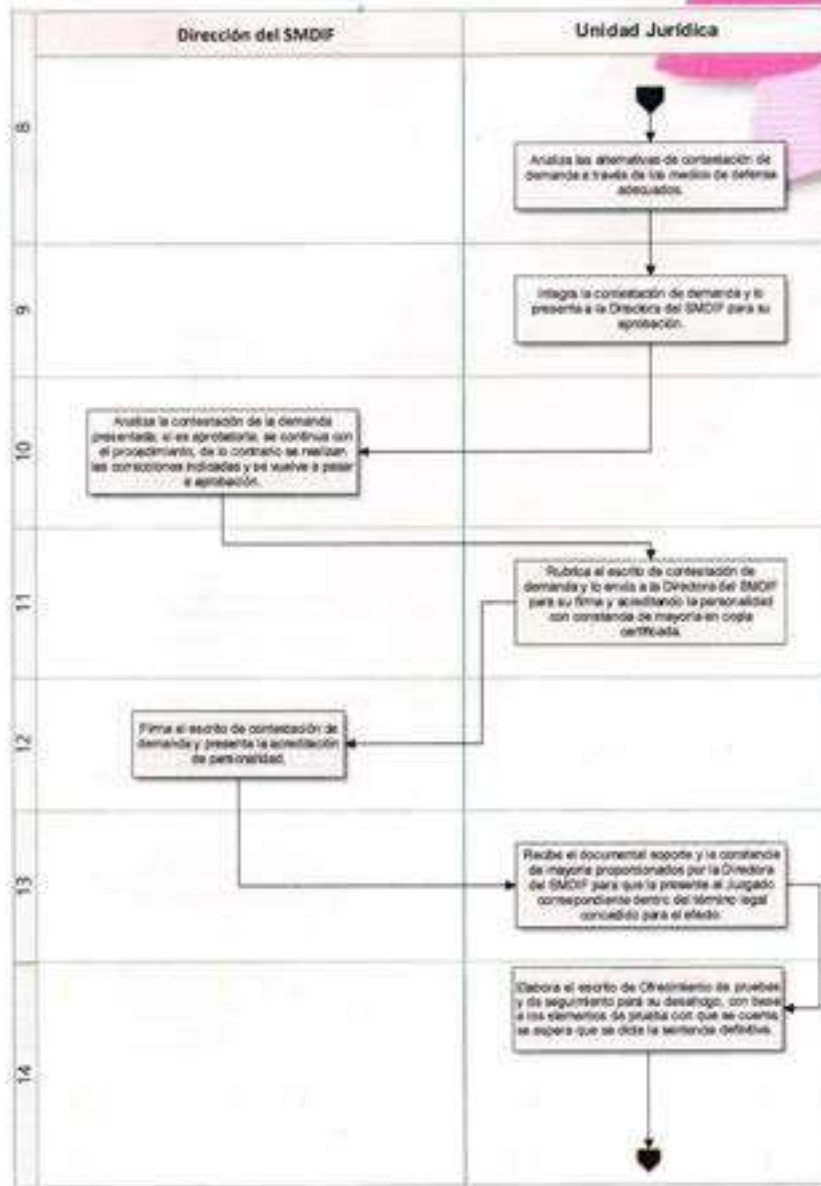 Dirección del SMDIF
Unidad Jurídica
8
Analiza las alternativas de contestación de
demanda a través de los medios de defensa
adecuados.
9
Integra la contestación de demanda y lo
presenta a la Directora del SMDIF para su
aprobación.
10
Analiza la contestación de la demanda
presentada, si es aprobatoria, se continua con
el procedimiento, de lo contrario se realizan
las correcciones indicadas y se vuelve a pasar
a aprobación.
11
Rubrica el escrito de contestación de
demanda y lo envía a la Directora del SMDIF
para su firma y acreditando la personalidad
con constancia de mayoría en copia
certificada.
12
Firma el escrito de contestación de
demanda y presenta la acreditación
de personalidad.
13
Recibe el documental soporte y la constancia
de mayoría proporcionados por la Directora
del SMDIF para que la presente al Juzgado
correspondiente dentro del término legal
concedido para el efecto.
14
Elabora el escrito de Ofrecimiento de pruebas
y da seguimiento para su desahogo, con base
a los elementos de prueba con que se cuenta,
se espera que se dicte la sentencia definitiva.